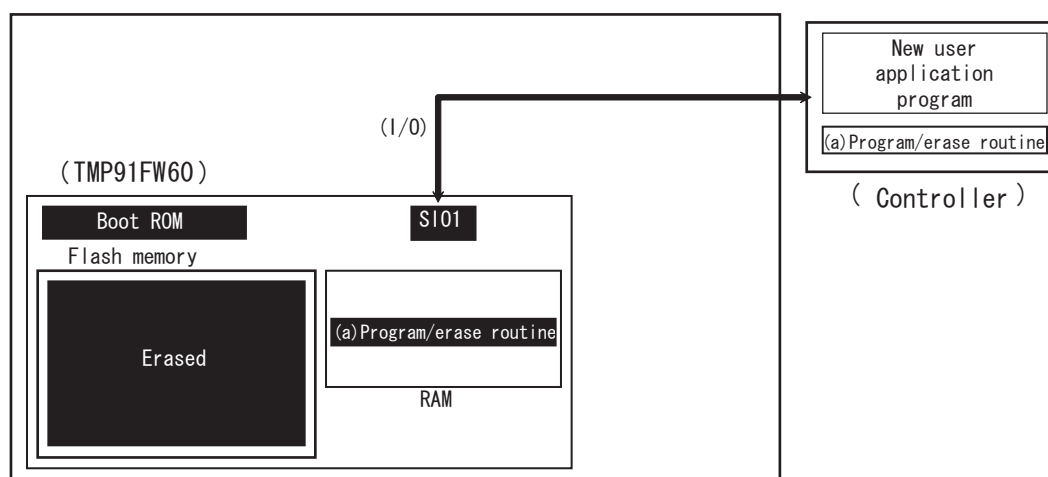 New user
application
program
(I/O)
(a)Program/erase routine
(TMP91FW60)
( Controller )
Boot ROM
SIO1
Flash memory
(a)Program/erase routine
Erased
RAM